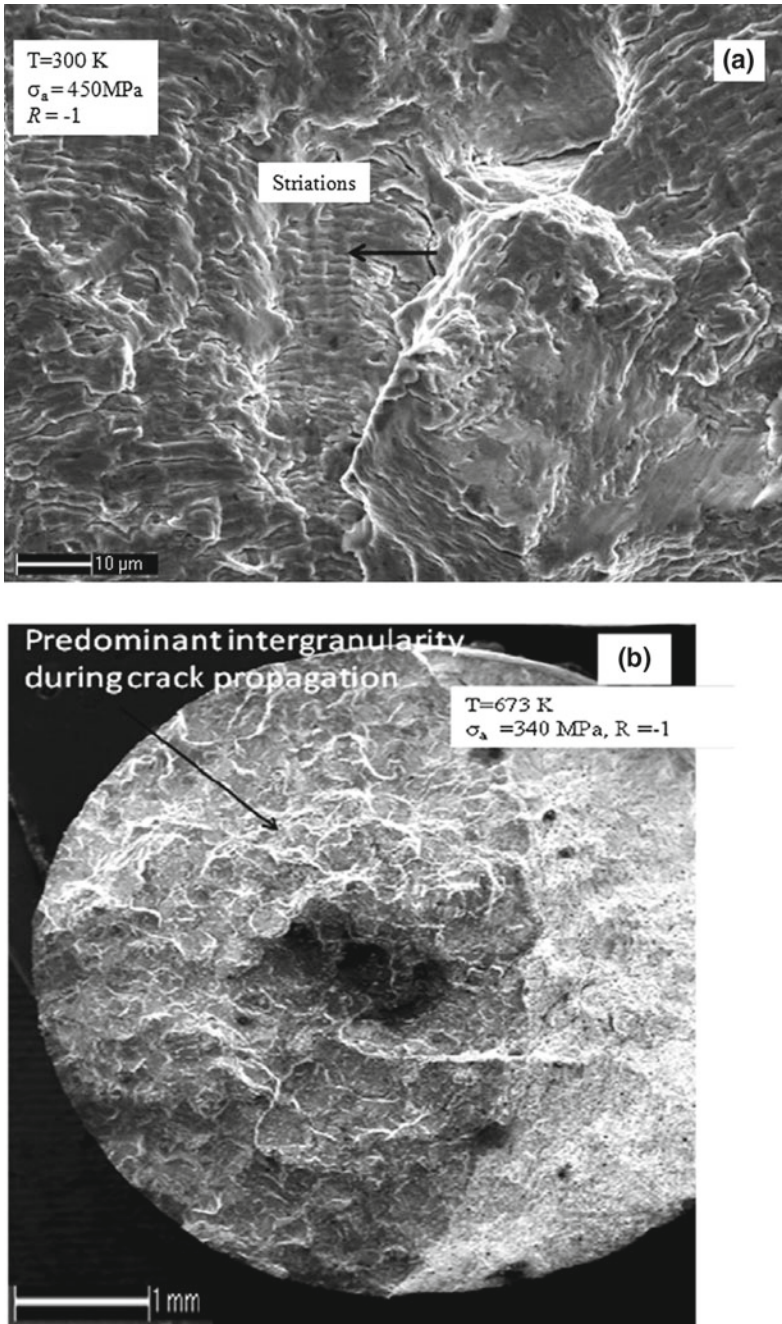 T=300 K
σa = 450MPa
R = -1
(a)
Striations
10 µm
Predominant intergranularity
during crack propagation
(b)
T=673 K
σa =340 MPa, R =-1
1 mm